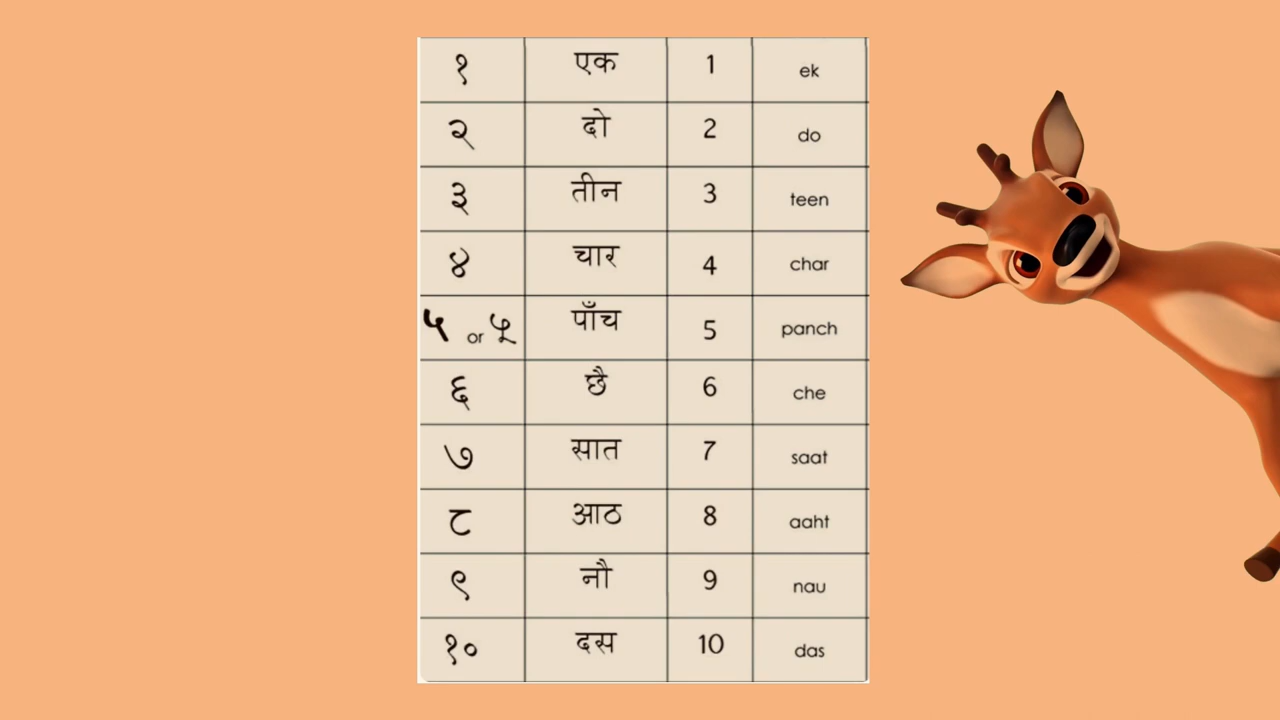 १ एक 1 ek
२ दो 2 do
३ तीन 3 teen
४ चार 4 char
५ or ५ पाँच 5 panch
६ छै 6 che
७ सात 7 saat
८ आठ 8 aaht
९ नौ 9 nau
१० दस 10 das